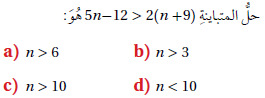 حلُّ المتباينةِ 5n−12 > 2(n +9) هُوَ:
a) n > 6
b) n > 3
c) n > 10
d) n < 10